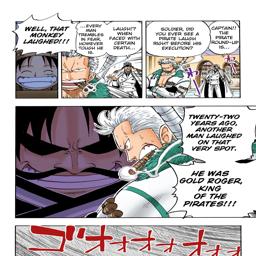 CAPTAIN!!
THE
PIRATE
ROUND-UP
IS...
SOLDIER, DID
YOU EVER SEE
A PIRATE LAUGH
RIGHT BEFORE HIS
EXECUTION?
LAUGH?!
WHEN
FACED WITH
CERTAIN
DEATH...
...EVERY
MAN
TREMBLES
IN FEAR,
HOWEVER
TOUGH HE
IS.
WELL, THAT
MONKEY
LAUGHED!!!
TWENTY-TWO
YEARS AGO,
ANOTHER
MAN
LAUGHED
ON THAT
VERY SPOT.
HE WAS
GOLD ROGER,
KING
OF THE
PIRATES!!!
ゴオオオオオ